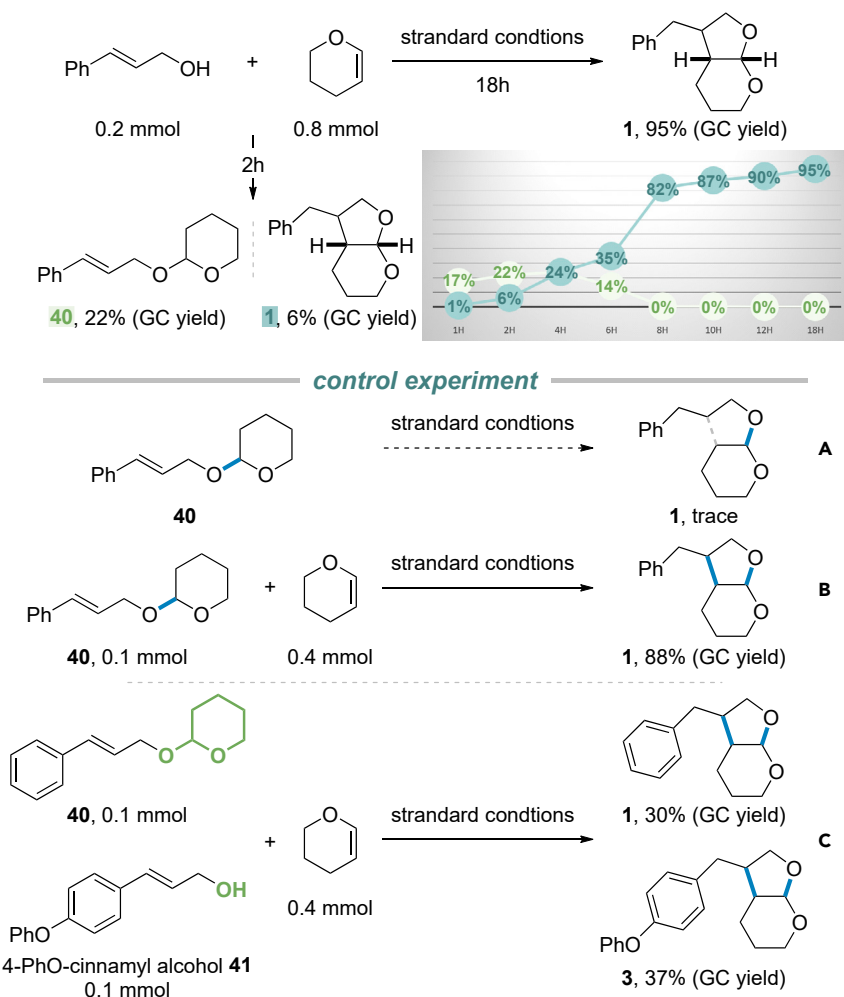 strandard condtions
Ph
OH
+
O
18h
Ph
O
H
H
O
0.2 mmol
0.8 mmol
1, 95% (GC yield)
2h
Ph
O
O
Ph
O
H
H
O
40, 22% (GC yield)
1, 6% (GC yield)
17%
22%
24%
14%
0%
0%
0%
0%
1%
6%
35%
82%
87%
90%
95%
1H
2H
4H
6H
8H
10H
12H
18H
control experiment
Ph
O
O
strandard condtions
Ph
O
O
A
40
1, trace
Ph
O
O
+
O
strandard condtions
Ph
O
O
B
40, 0.1 mmol
0.4 mmol
1, 88% (GC yield)
O
O
O
O
40, 0.1 mmol
1, 30% (GC yield)
+
O
strandard condtions
C
OH
0.4 mmol
O
O
PhO
PhO
4-PhO-cinnamyl alcohol 41
0.1 mmol
3, 37% (GC yield)